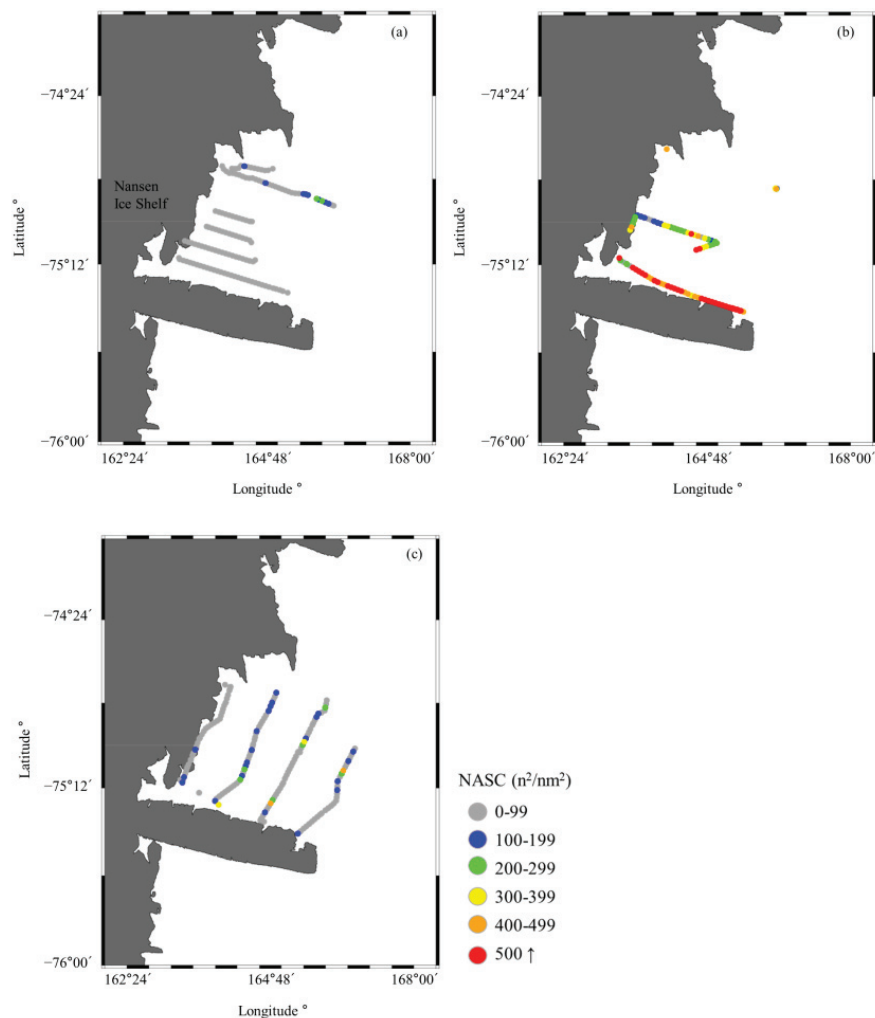 (a)
−74°24´
Nansen
Ice Shelf
Latitude °
−75°12´
−76°00´
162°24´ 164°48´ 168°00´
Longitude °
(b)
−74°24´
Latitude °
−75°12´
−76°00´
162°24´ 164°48´ 168°00´
Longitude °
(c)
−74°24´
Latitude °
−75°12´
−76°00´
162°24´ 164°48´ 168°00´
Longitude °
NASC (n²/nm²)
0-99
100-199
200-299
300-399
400-499
500 ↑